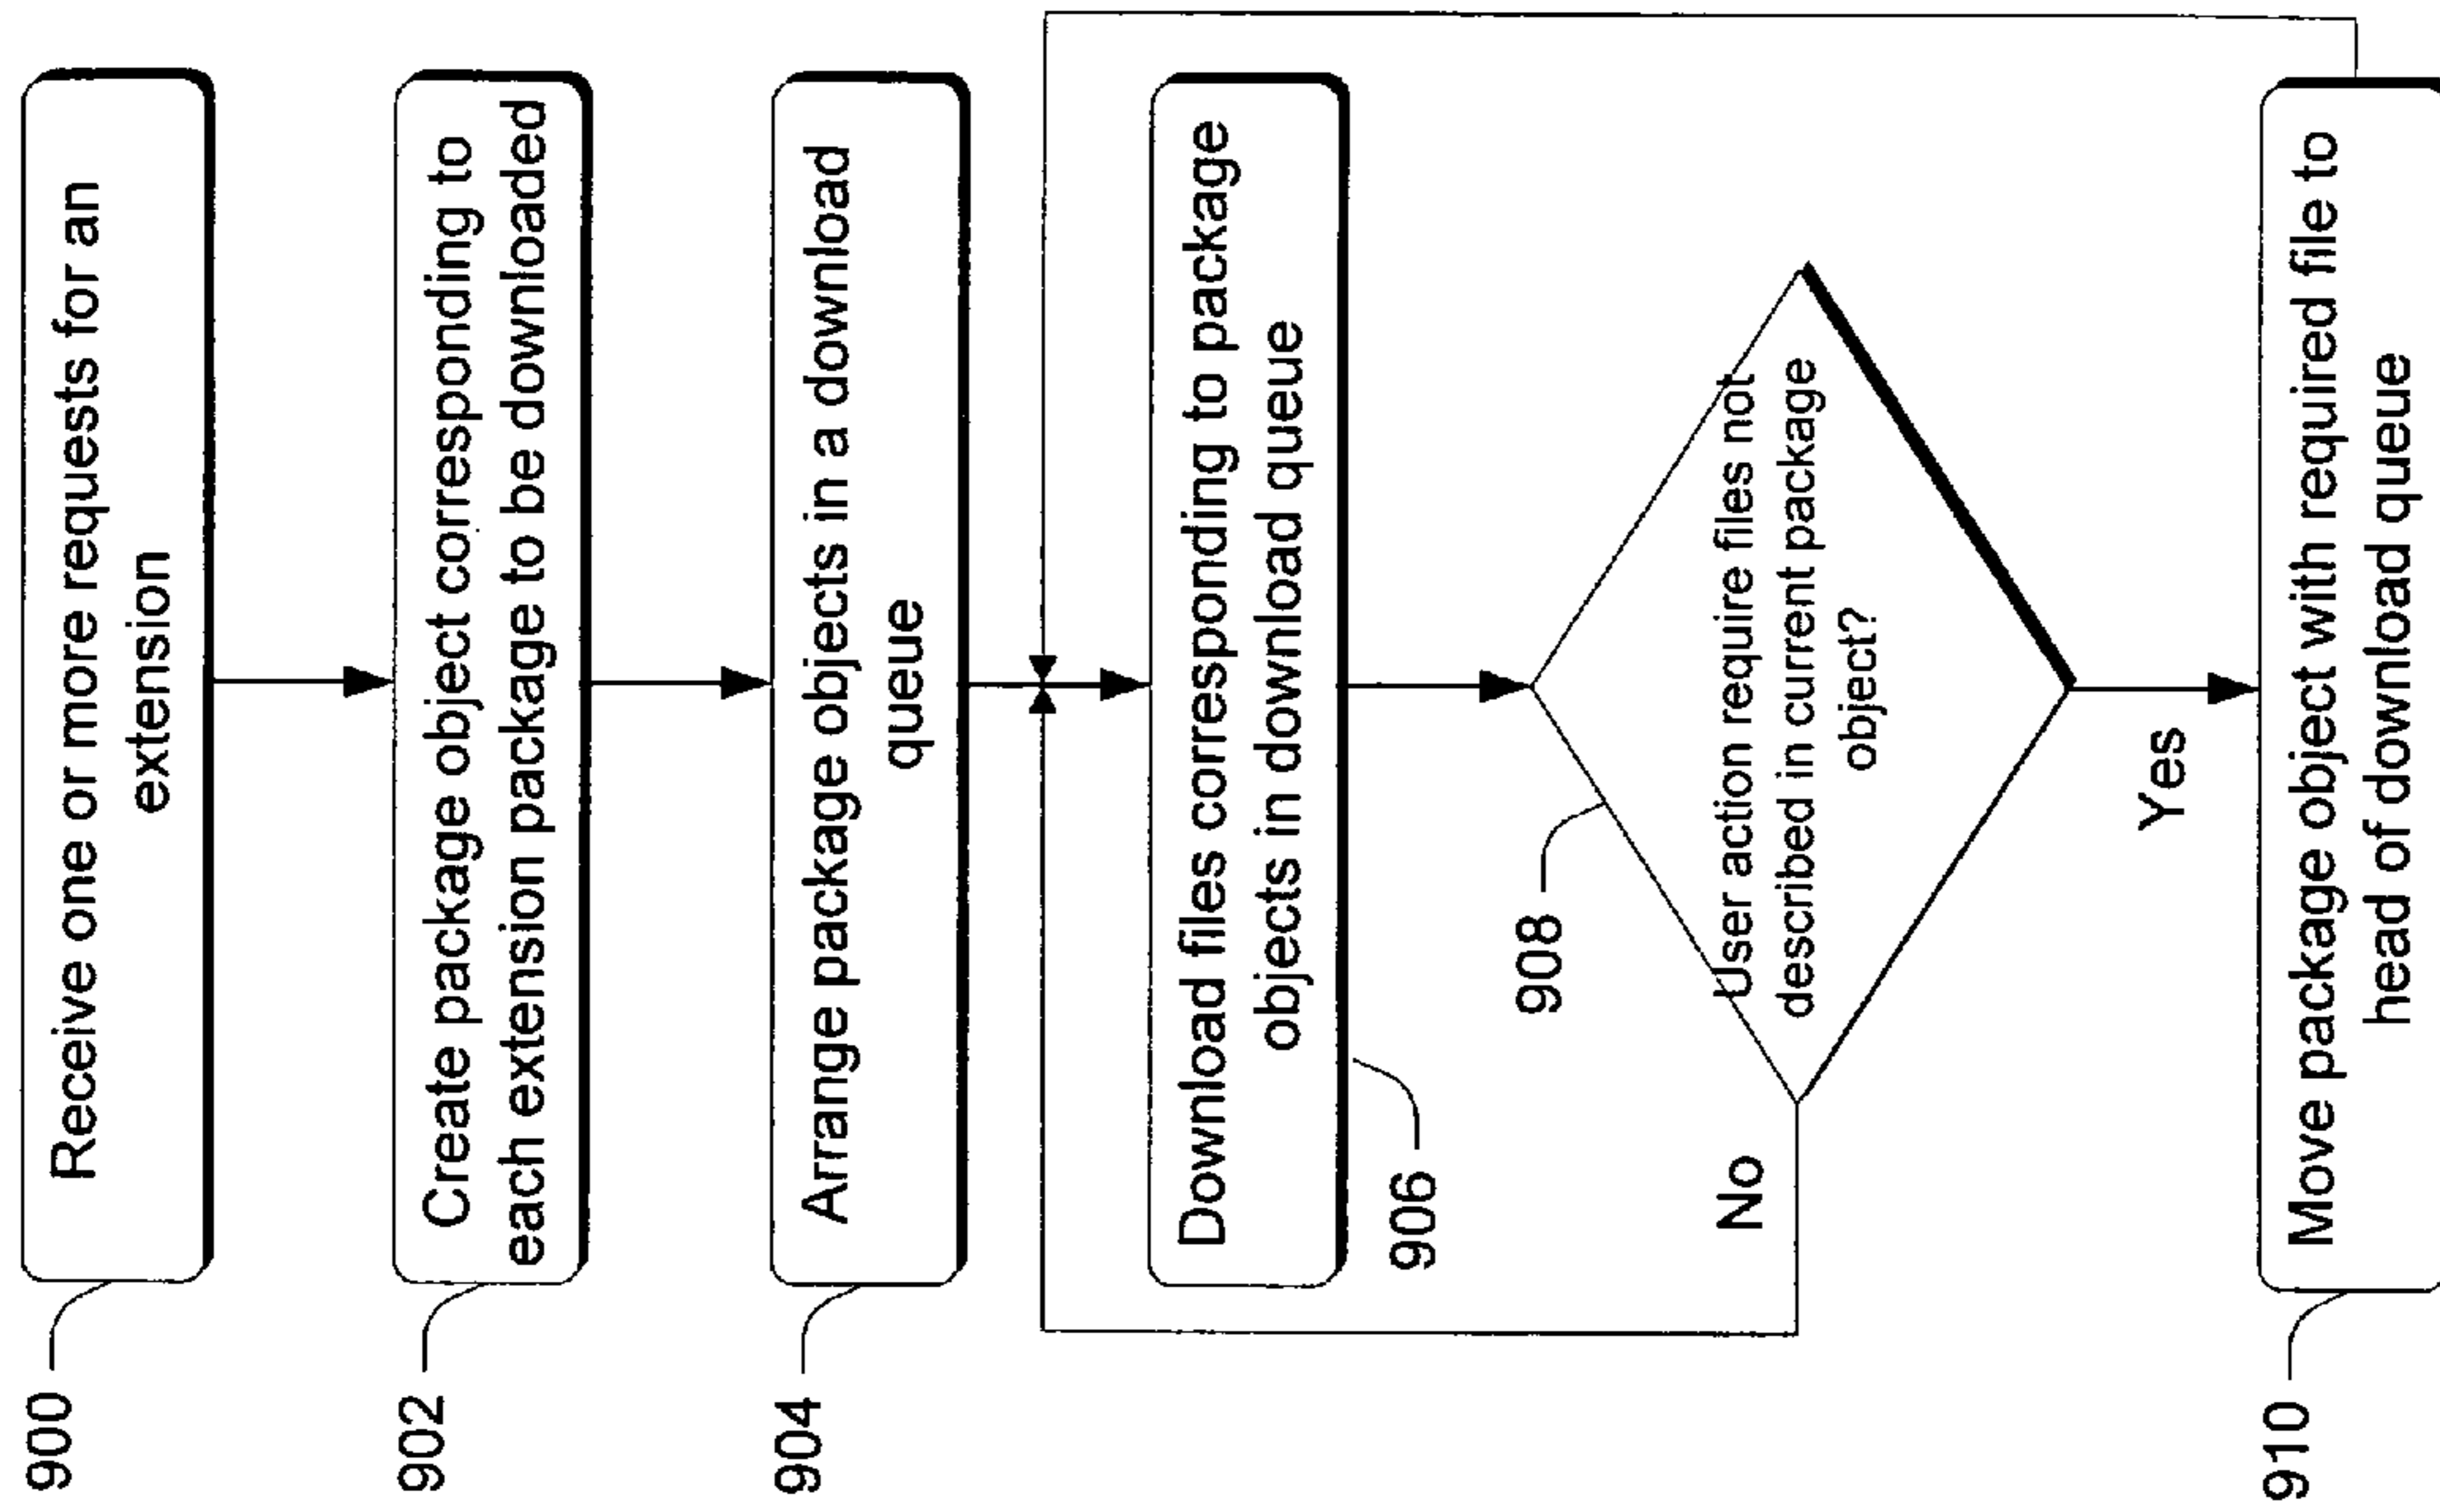 900
Receive one or more requests for an
extension
902
Create package object corresponding to
each extension package to be downloaded
904
Arrange package objects in a download
queue
906
Download files corresponding to package
objects in download queue
908
User action require files not
described in current package
object?
No
Yes
910
Move package object with required file to
head of download queue